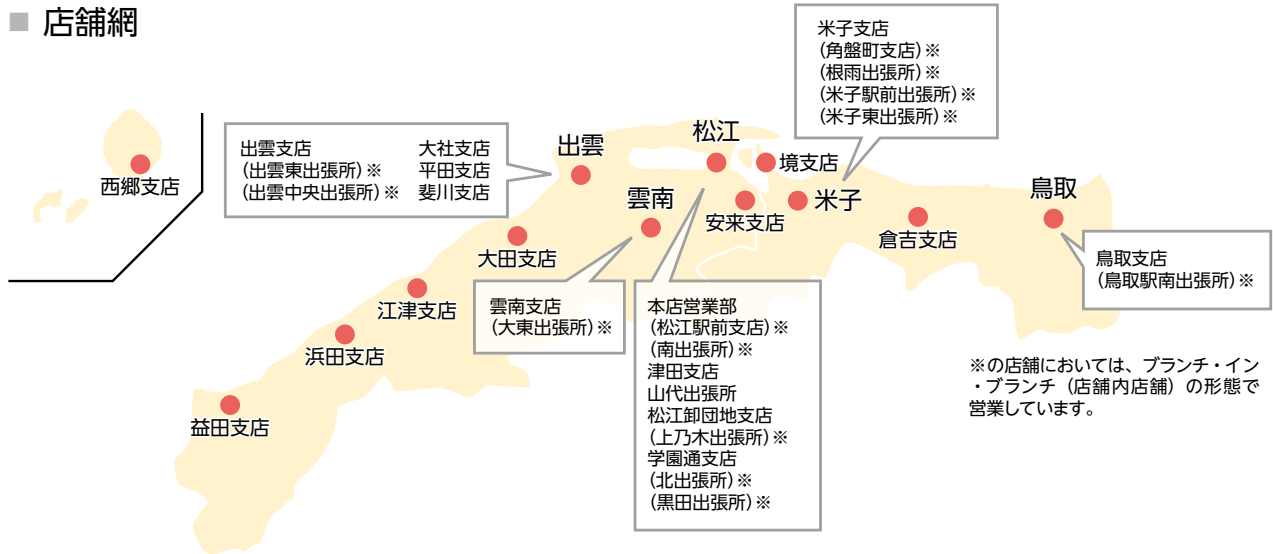 ■ 店舗網
西郷支店
出雲支店 大社支店
(出雲東出張所)※ 平田支店
(出雲中央出張所)※ 斐川支店
出雲
松江
米子支店
(角盤町支店)※
(根雨出張所)※
(米子駅前出張所)※
(米子東出張所)※
境支店
雲南
安来支店
米子
倉吉支店
鳥取
鳥取支店
(鳥取駅南出張所)※
大田支店
江津支店
浜田支店
益田支店
雲南支店
(大東出張所)※
本店営業部
(松江駅前支店)※
(南出張所)※
津田支店
山代出張所
松江卸団地支店
(上乃木出張所)※
学園通支店
(北出張所)※
(黒田出張所)※
※の店舗においては、ブランチ・イン
・ブランチ（店舗内店舗）の形態で
営業しています。